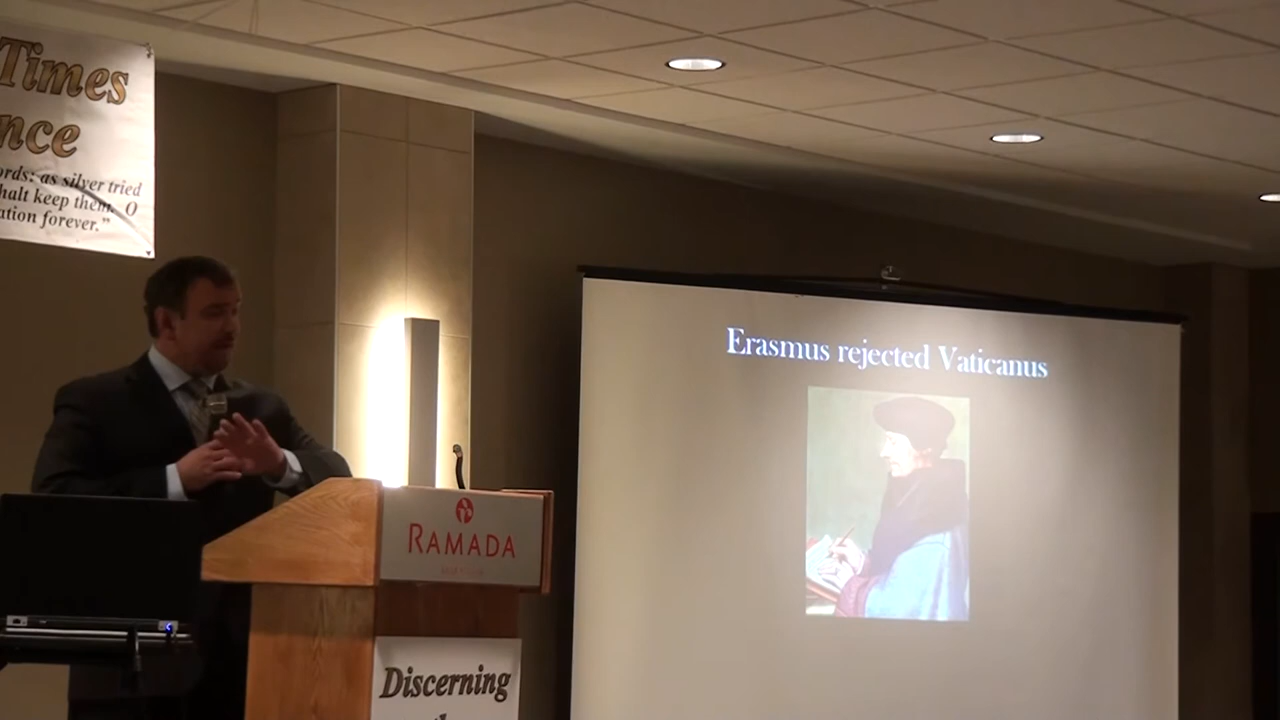 Times
nce
ords: as silver tried
halt keep them, O
ation forever."
Erasmus rejected Vaticanus
RAMADA
Discerning